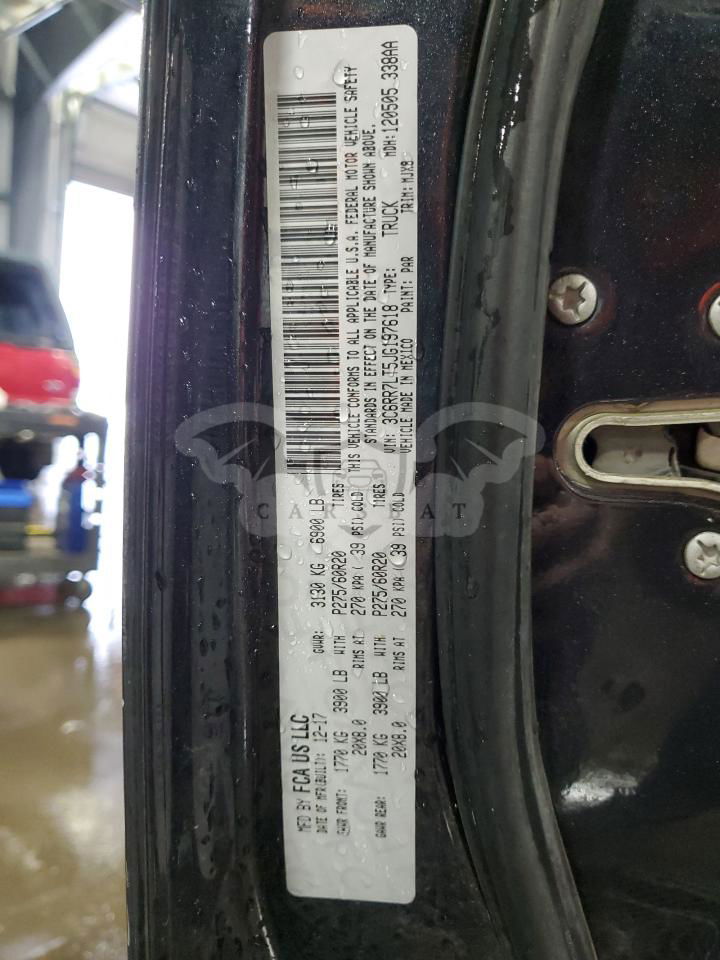 MFD BY FCA US LLC
DATE OF MFR(BUILT): 12-17 GVWR: 3130 KG 6900 LB
GAWR FRONT: 1770 KG 3900 LB WITH P275/60R20 TIRES
20X8.0 RIMS AT 270 KPA ( 39 PSI) COLD
GAWR REAR: 1770 KG 3900 LB WITH P275/60R20 TIRES
20X8.0 RIMS AT 270 KPA ( 39 PSI) COLD
THIS VEHICLE CONFORMS TO ALL APPLICABLE U.S.A. FEDERAL MOTOR VEHICLE SAFETY
STANDARDS IN EFFECT ON THE DATE OF MANUFACTURE SHOWN ABOVE.
VIN: 3C6RR7LT5JG197618 TYPE: TRUCK MDH: 120505 338AA
VEHICLE MADE IN MEXICO PAINT: PAR TRIM: MJX9
CARSBAT